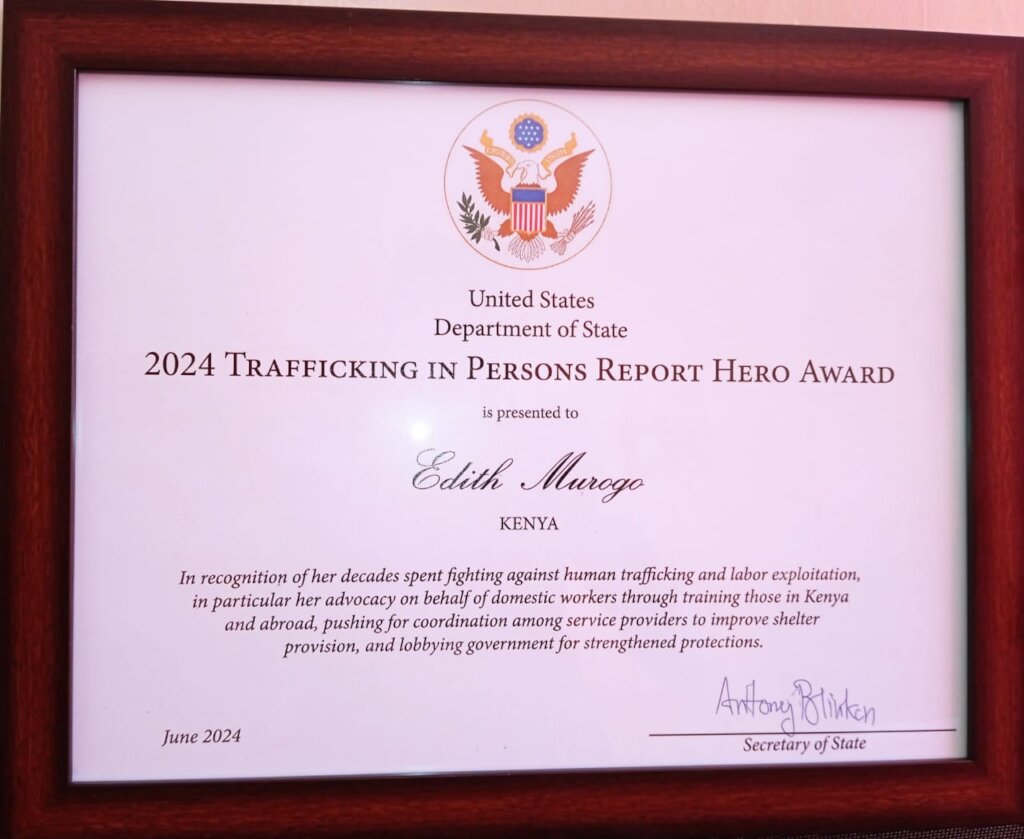 United States
Department of State
2024 Trafficking in Persons Report Hero Award
is presented to
Edith Murogo
KENYA
In recognition of her decades spent fighting against human trafficking and labor exploitation,
in particular her advocacy on behalf of domestic workers through training those in Kenya
and abroad, pushing for coordination among service providers to improve shelter
provision, and lobbying government for strengthened protections.
Antony Blinken
June 2024
Secretary of State